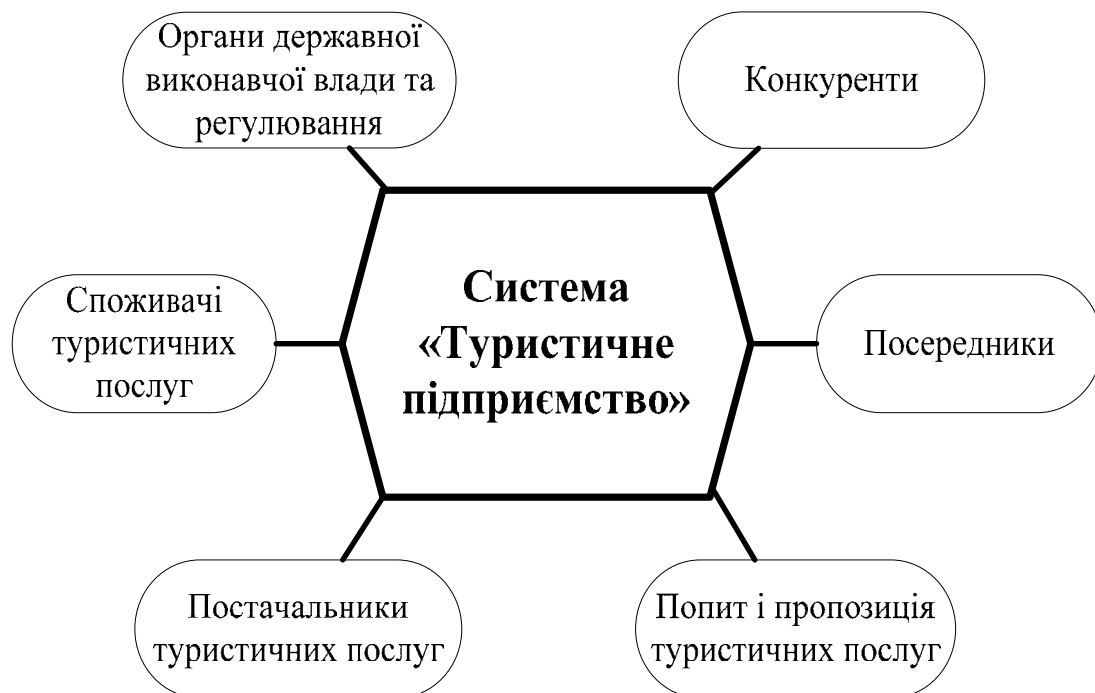 Органи державної
виконавчої влади та
регулювання
Конкуренти
Споживачі
туристичних
послуг
Система
«Туристичне
підприємство»
Посередники
Постачальники
туристичних послуг
Попит і пропозиція
туристичних послуг